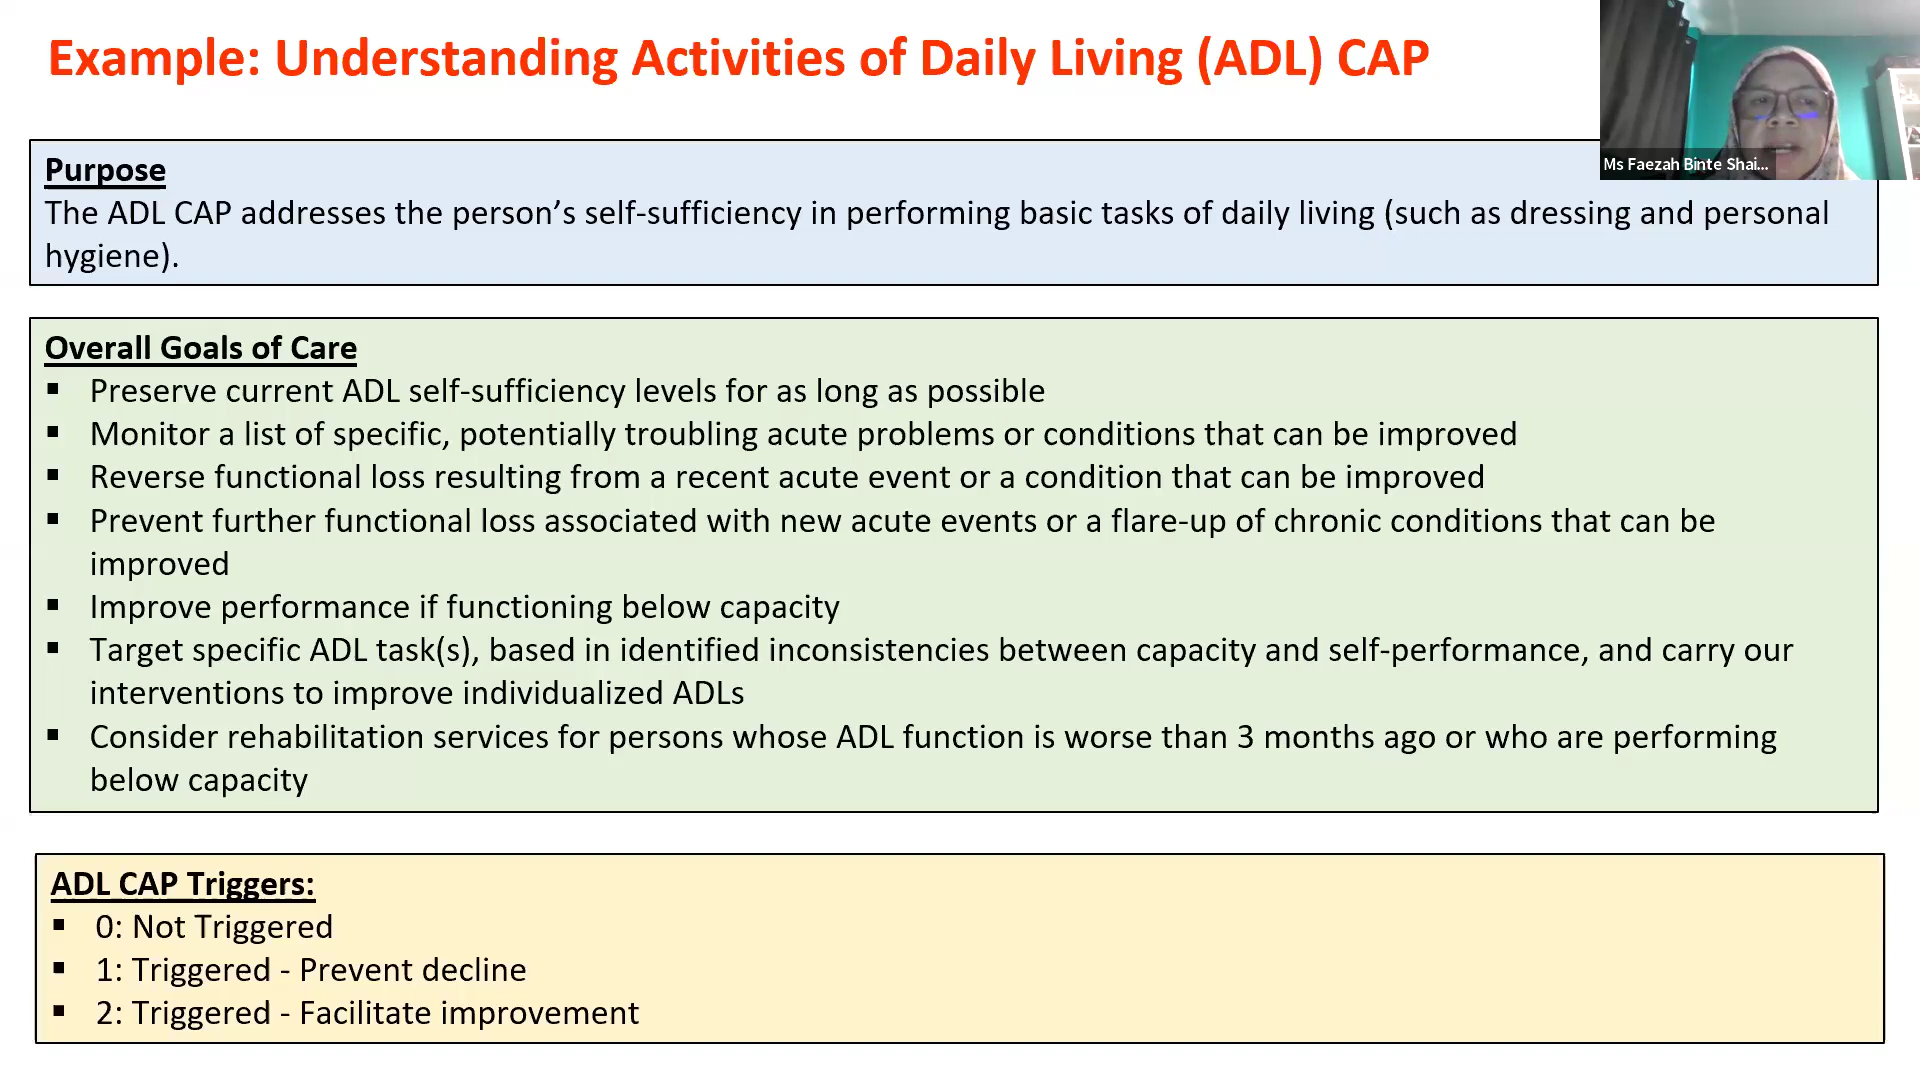 Example: Understanding Activities of Daily Living (ADL) CAP
Ms Faezah Binte Shai...
Purpose
The ADL CAP addresses the person’s self-sufficiency in performing basic tasks of daily living (such as dressing and personal
hygiene).
Overall Goals of Care
▪ Preserve current ADL self-sufficiency levels for as long as possible
▪ Monitor a list of specific, potentially troubling acute problems or conditions that can be improved
▪ Reverse functional loss resulting from a recent acute event or a condition that can be improved
▪ Prevent further functional loss associated with new acute events or a flare-up of chronic conditions that can be
improved
▪ Improve performance if functioning below capacity
▪ Target specific ADL task(s), based in identified inconsistencies between capacity and self-performance, and carry our
interventions to improve individualized ADLs
▪ Consider rehabilitation services for persons whose ADL function is worse than 3 months ago or who are performing
below capacity
ADL CAP Triggers:
▪ 0: Not Triggered
▪ 1: Triggered - Prevent decline
▪ 2: Triggered - Facilitate improvement